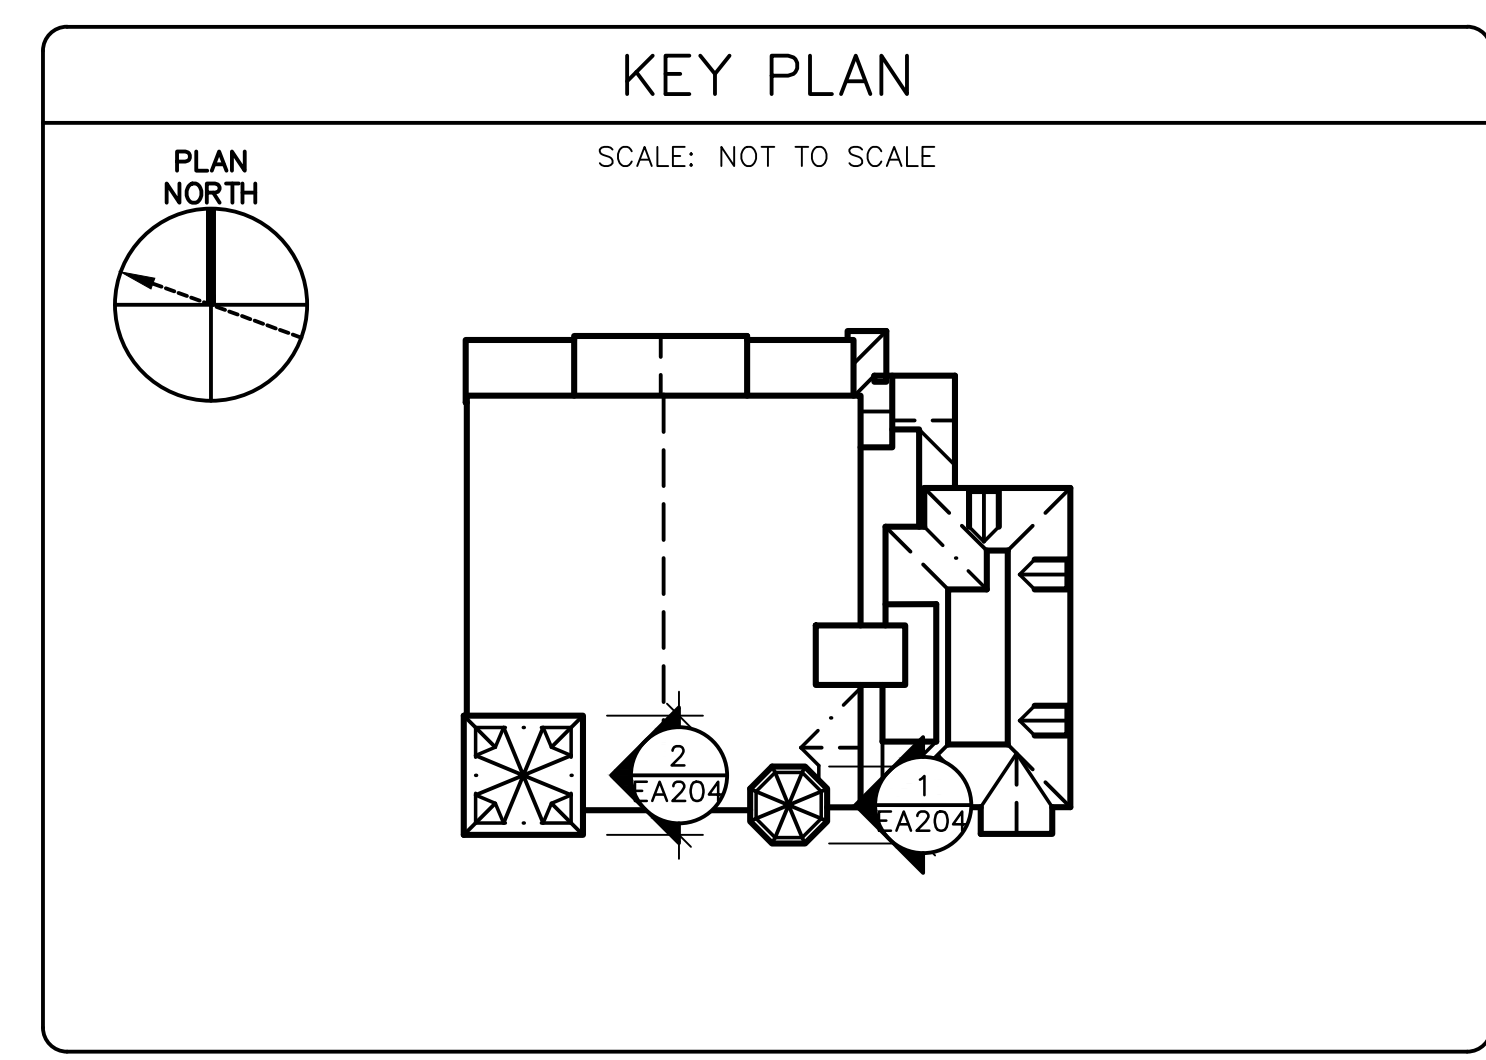 KEY PLAN
SCALE: NOT TO SCALE
PLAN
NORTH
2
EA204
1
EA204